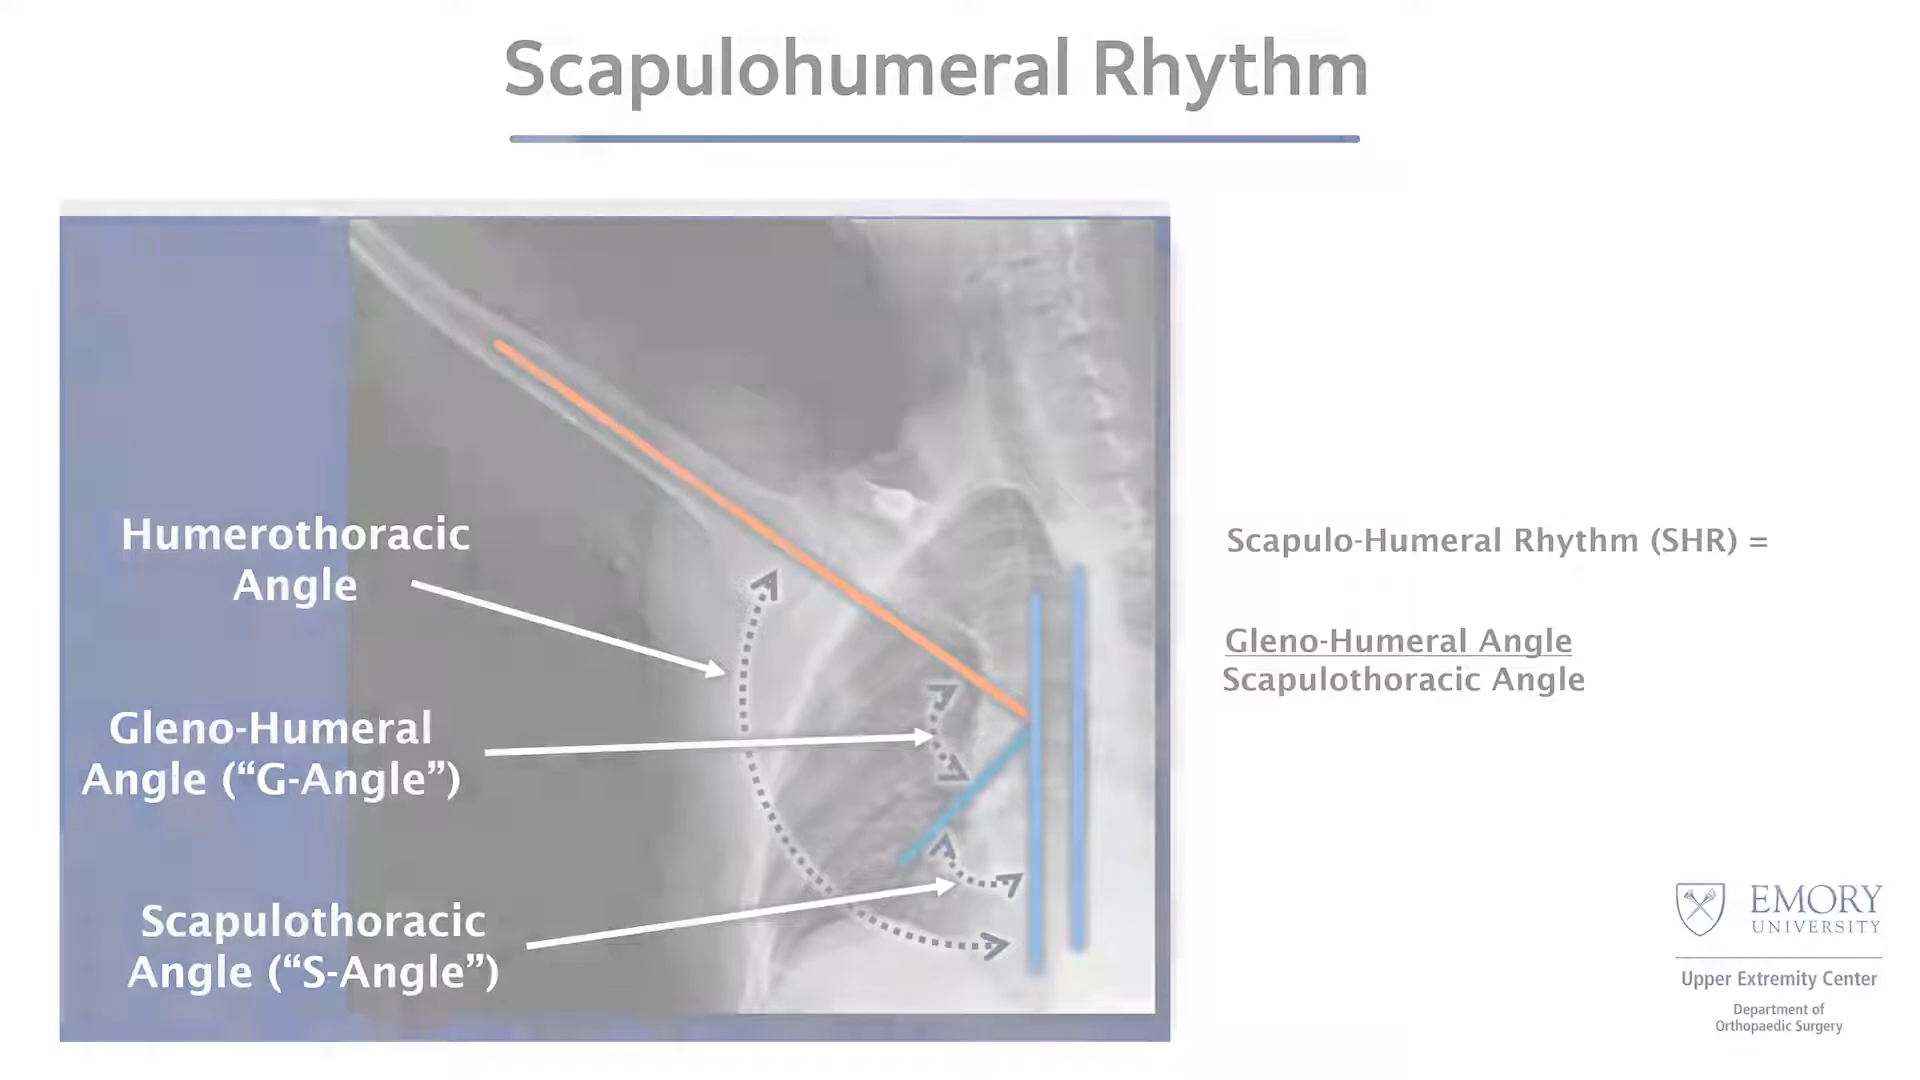 Scapulohumeral Rhythm
Humerothoracic
Angle
Gleno-Humeral
Angle (“G-Angle”)
Scapulothoracic
Angle (“S-Angle”)
Scapulo-Humeral Rhythm (SHR) =
Gleno-Humeral Angle
Scapulothoracic Angle
EMORY
UNIVERSITY
Upper Extremity Center
Department of
Orthopaedic Surgery